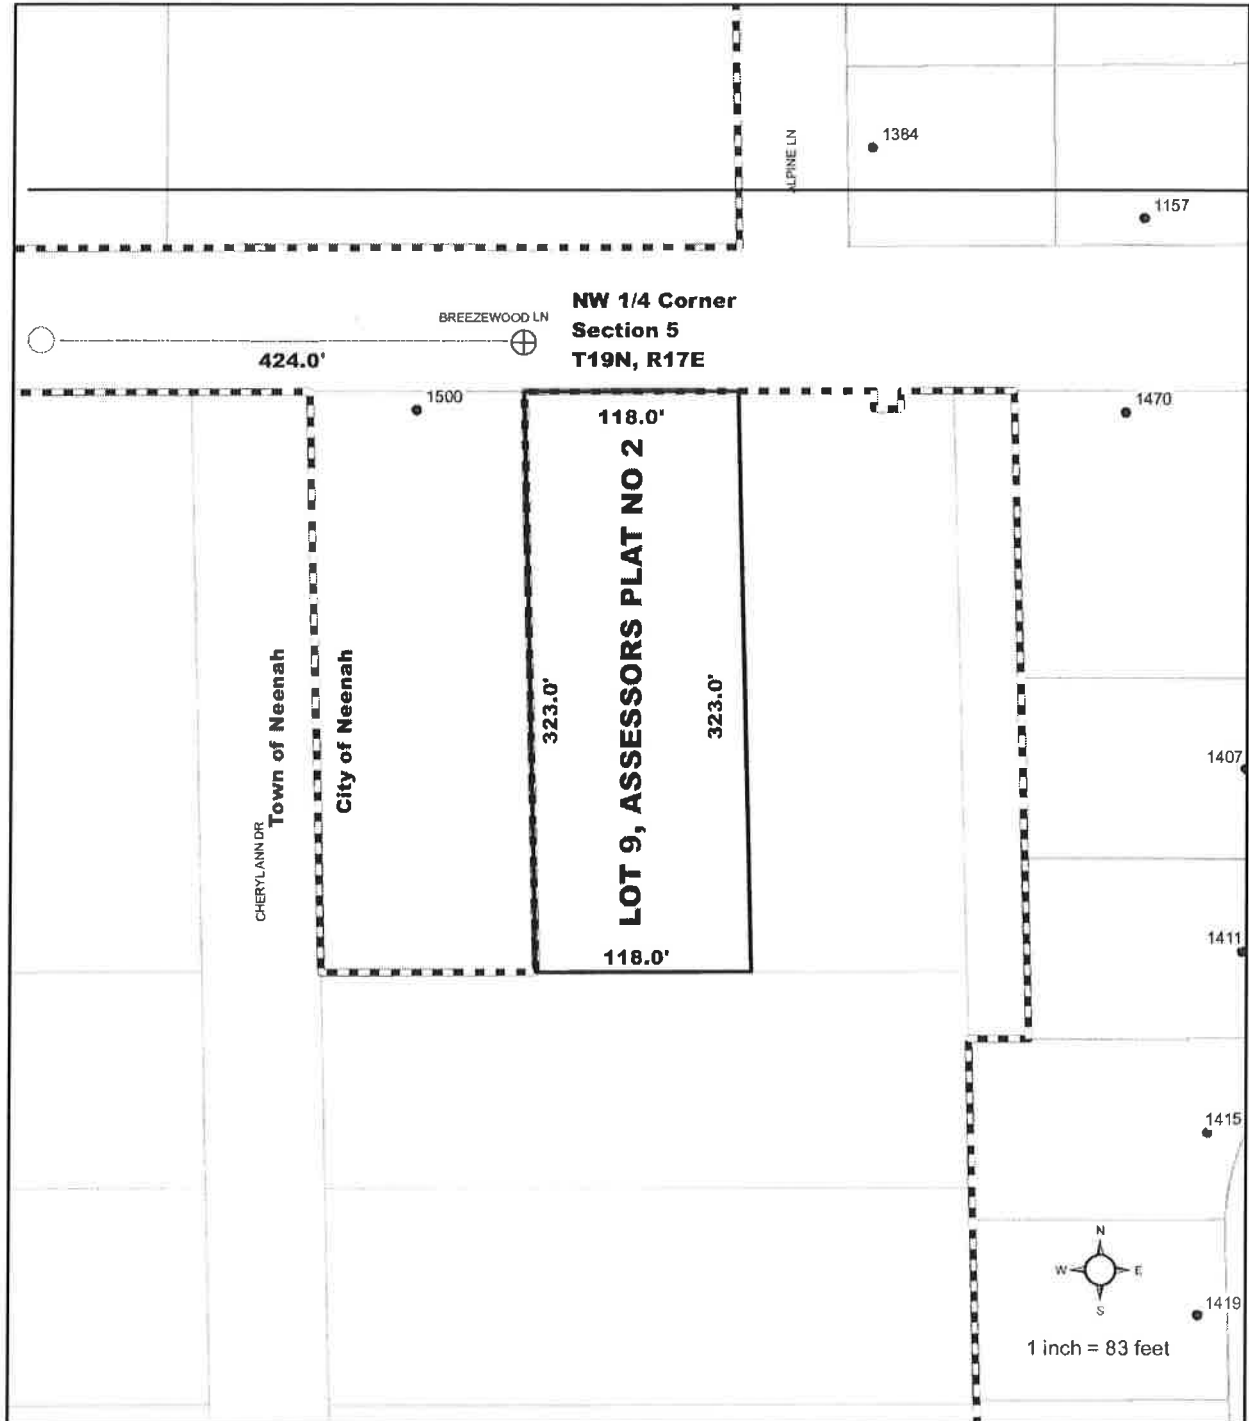 ALPINE LN
1384
1157
BREEZEWOOD LN
NW 1/4 Corner
Section 5
T19N, R17E
424.0'
1500
118.0'
1470
LOT 9, ASSESSORS PLAT NO 2
323.0'
323.0'
Town of Neenah
City of Neenah
CHERYL ANN DR
1407
1411
118.0'
1415
N
W
E
S
1419
1 inch = 83 feet